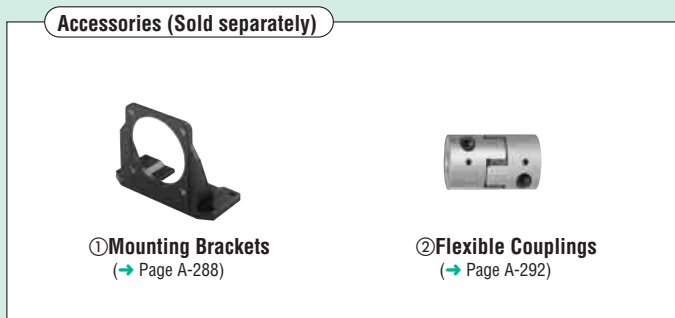 Accessories (Sold separately)
①Mounting Brackets
(➜ Page A-288)
②Flexible Couplings
(➜ Page A-292)